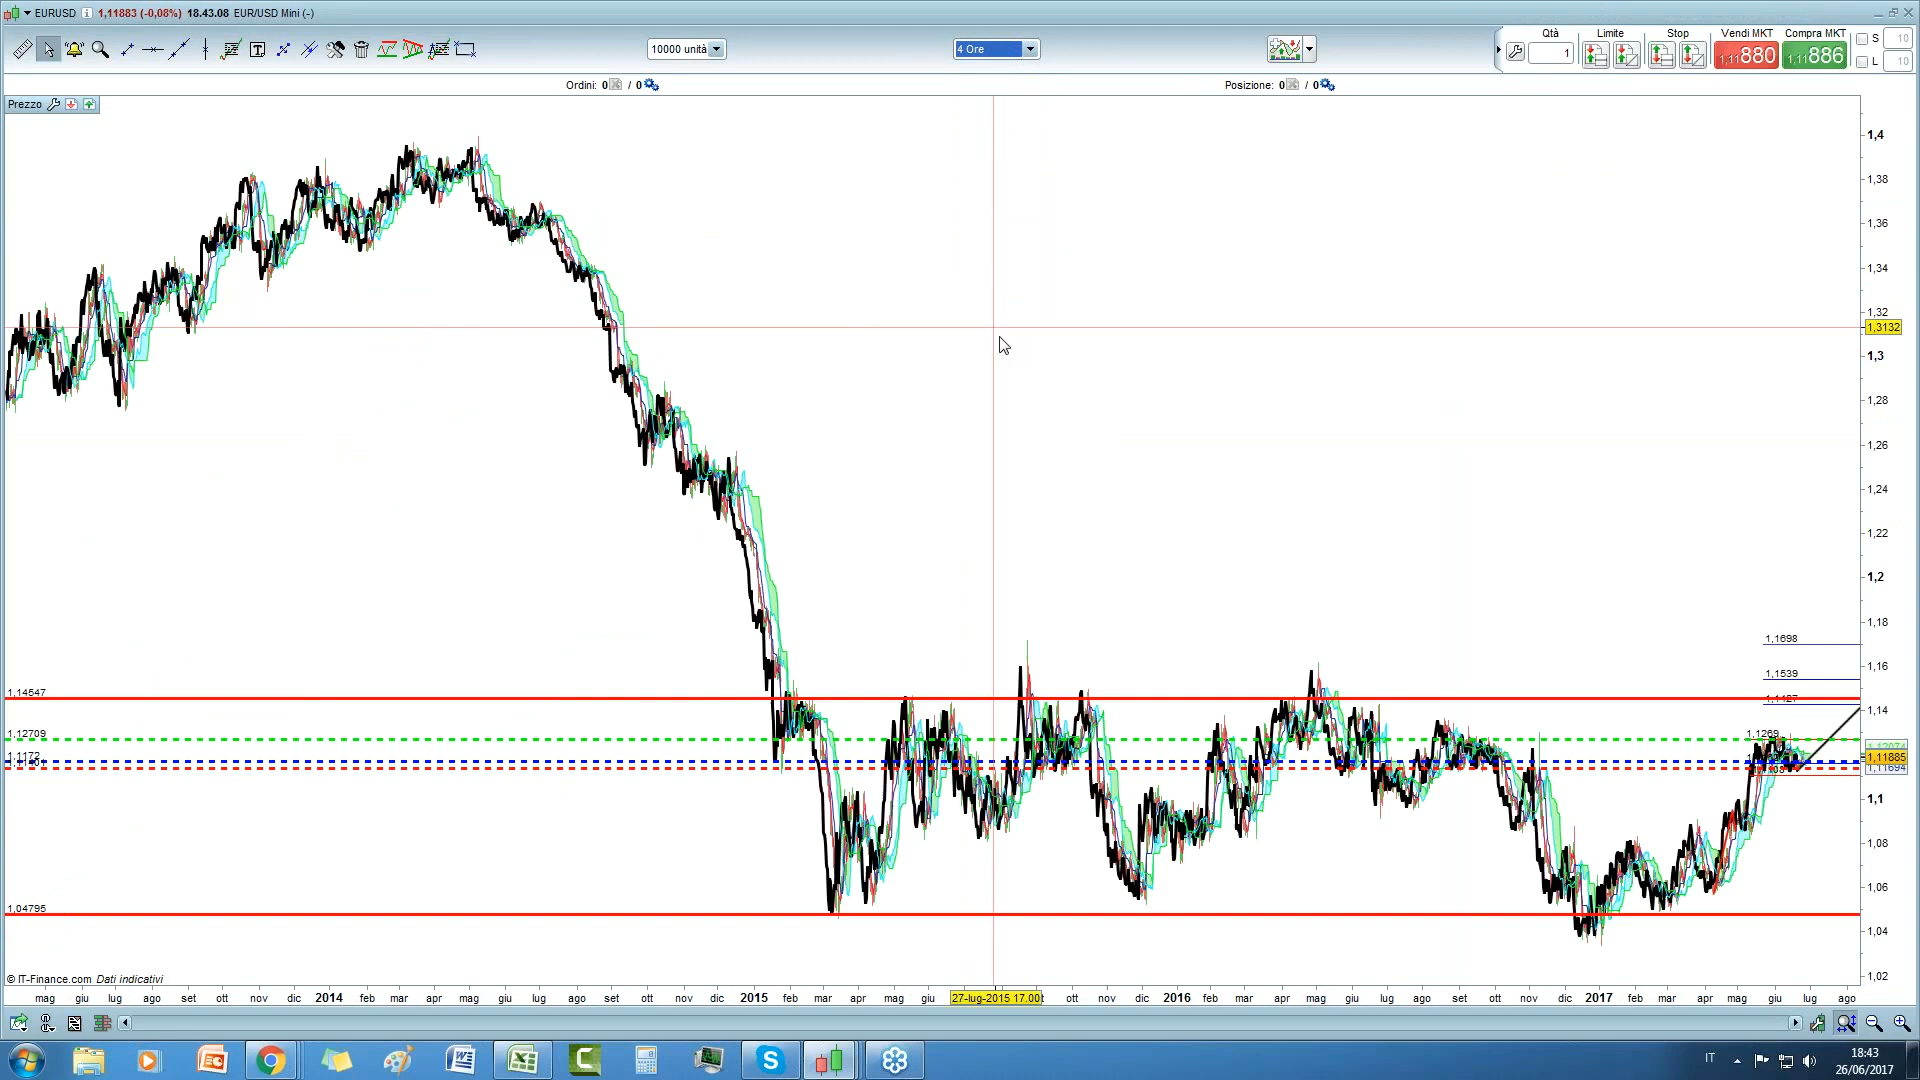 EURUSD 1,11883 (-0,08%) 18.43.08 EUR/USD Mini (-)
10000 unità
4 Ore
Qtà
1
Limite
Stop
Vendi MKT
1,11880
Compra MKT
1,11886
S 10
L 10
Ordini: 0 / 0
Posizione: 0 / 0
Prezzo
1,4
1,38
1,36
1,34
1,32
1,3132
1,3
1,28
1,26
1,24
1,22
1,2
1,18
1,16
1,14
1,11885
1,11694
1,1
1,08
1,06
1,04
1,02
1,1698
1,1539
1,1427
1,1269
1,14547
1,12709
1,1172
1,04795
© IT-Finance.com Dati indicativi
mag giu lug ago set ott nov dic 2014 feb mar apr mag giu lug ago set ott nov dic 2015 feb mar apr mag giu 27-lug-2015 17.00 t ott nov dic 2016 feb mar apr mag giu lug ago set ott nov dic 2017 feb mar apr mag giu lug ago
IT
18:43
26/06/2017